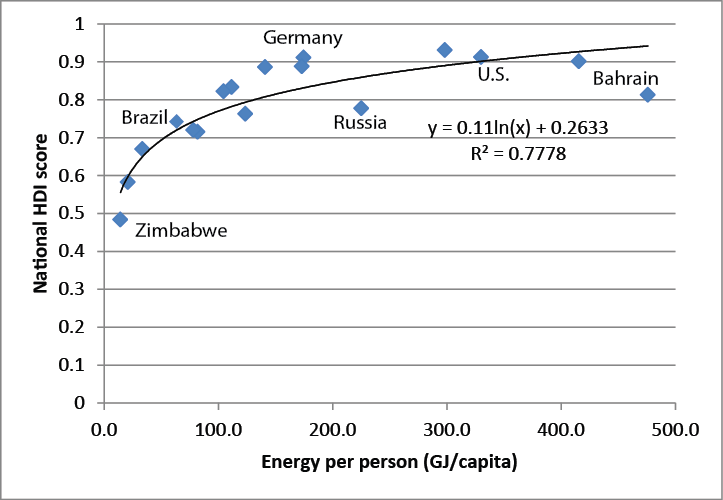 National HDI score
1
0.9
0.8
0.7
0.6
0.5
0.4
0.3
0.2
0.1
0
Germany
U.S.
Bahrain
Brazil
Russia
y = 0.11ln(x) + 0.2633
R² = 0.7778
Zimbabwe
0.0 100.0 200.0 300.0 400.0 500.0
Energy per person (GJ/capita)